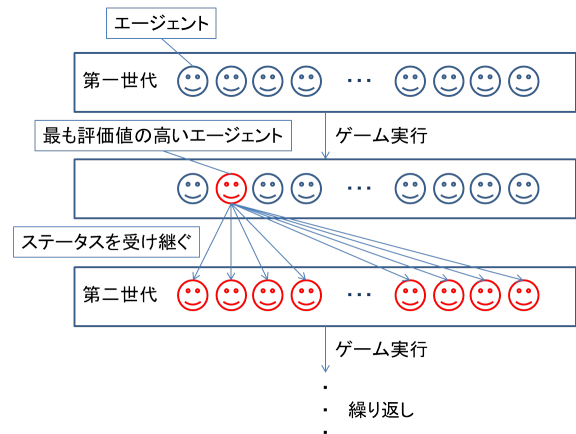 エージェント
第一世代
・・・
最も評価値の高いエージェント
ゲーム実行
ステータスを受け継ぐ
第二世代
・・・
ゲーム実行
繰り返し